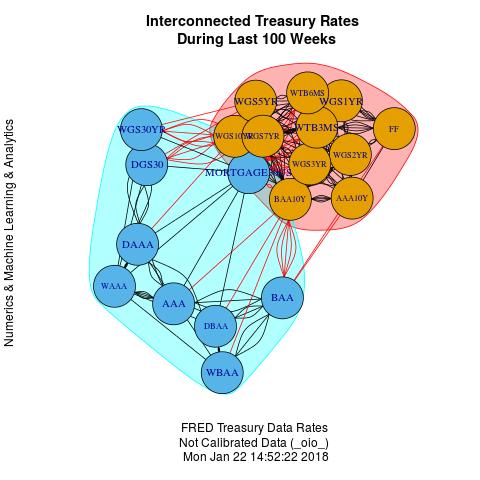 Interconnected Treasury Rates
During Last 100 Weeks
Numerics & Machine Learning & Analytics
WTB6MS
WGS5YR
WGS1YR
WGS30YR
WTB3MS
FF
WGS7YR
WGS2YR
DGS30
WGS3YR
BAA10Y
AAA10Y
DAAA
WAAA
AAA
BAA
DBAA
WBAA
FRED Treasury Data Rates
Not Calibrated Data (_oio_)
Mon Jan 22 14:52:22 2018